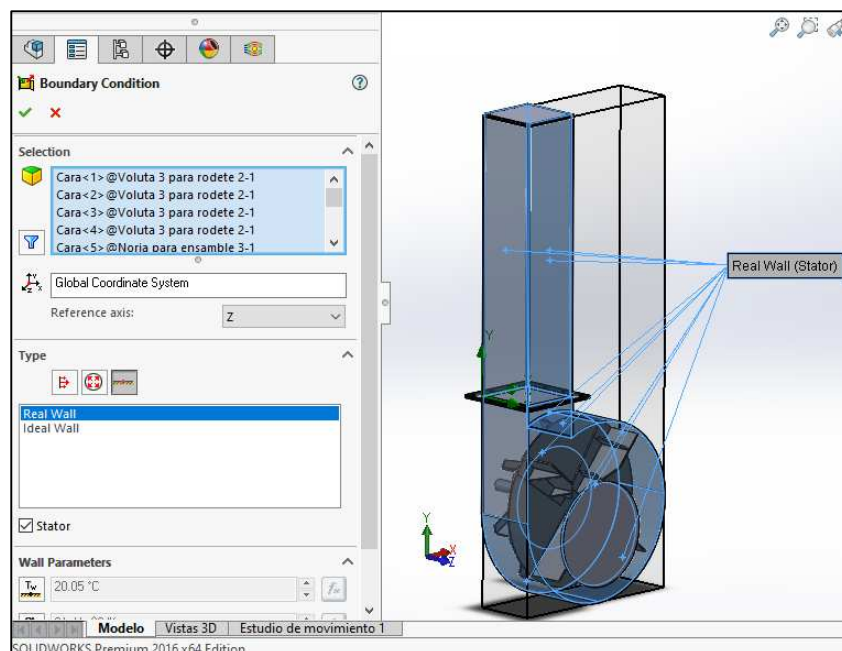 Boundary Condition
Selection
Cara<1>@Voluta 3 para rodete 2-1
Cara<2>@Voluta 3 para rodete 2-1
Cara<3>@Voluta 3 para rodete 2-1
Cara<4>@Voluta 3 para rodete 2-1
Cara<5>@Noria para ensamble 3-1
Global Coordinate System
Reference axis:
Z
Type
Real Wall
Ideal Wall
Stator
Wall Parameters
Tw
20.05 °C
Modelo
Vistas 3D
Estudio de movimiento 1
SOLIDWORKS Premium 2016 x64 Edition
Real Wall (Stator)
Y
Y
X
Z